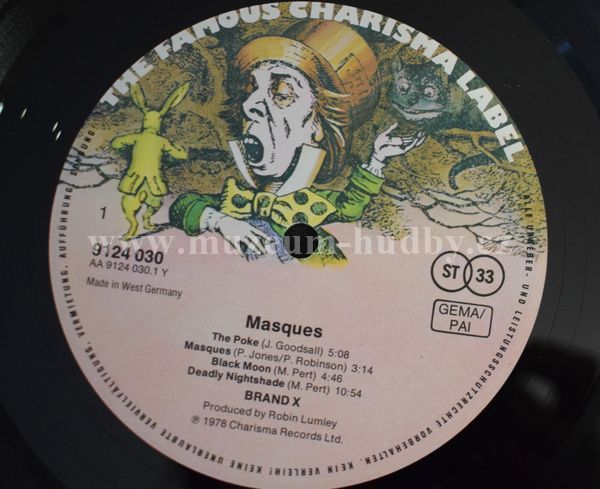 THE FAMOUS CHARISMA LABEL
1
9124 030
AA 9124 030.1 Y
Made in West Germany
ST 33
GEMA/
PAI
www.museum-hudby.cz
Masques
The Poke (J. Goodsall) 5:08
Masques (P. Jones/P. Robinson) 3:14
Black Moon (M. Pert) 4:46
Deadly Nightshade (M. Pert) 10:54
BRAND X
Produced by Robin Lumley
℗ 1978 Charisma Records Ltd.
ALLE URHEBER- UND LEISTUNGSSCHUTZRECHTE VORBEHALTEN. KEIN VERLEIH! KEINE UNERLAUBTE VERVIELFÄLTIGUNG, VERMIETUNG, AUFFÜHRUNG, SENDUNG!